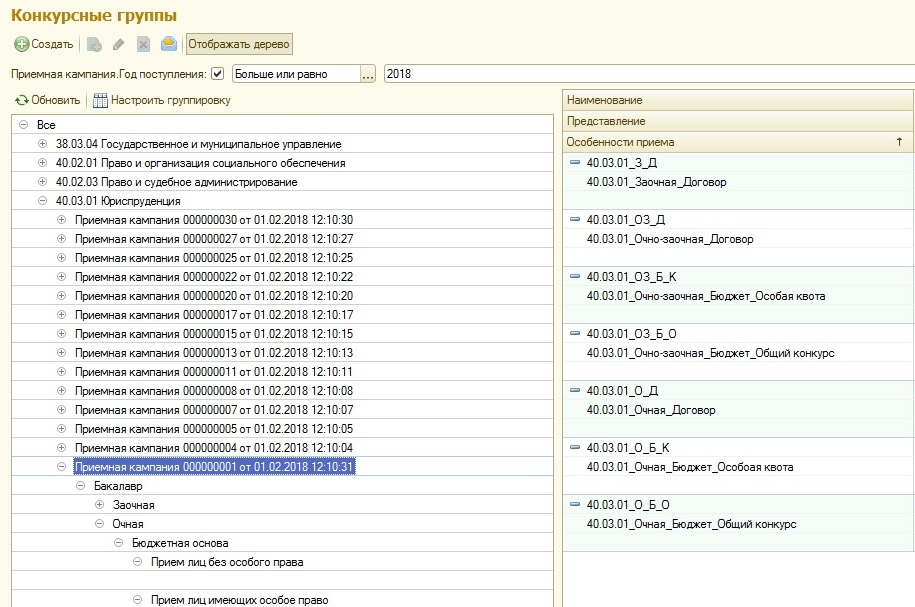 Конкурсные группы
Создать
Отображать дерево
Приемная кампания.Год поступления:
Больше или равно
...
2018
Обновить
Настроить группировку
Все
38.03.04 Государственное и муниципальное управление
40.02.01 Право и организация социального обеспечения
40.02.03 Право и судебное администрирование
40.03.01 Юриспруденция
Приемная кампания 000000030 от 01.02.2018 12:10:30
Приемная кампания 000000027 от 01.02.2018 12:10:27
Приемная кампания 000000025 от 01.02.2018 12:10:25
Приемная кампания 000000022 от 01.02.2018 12:10:22
Приемная кампания 000000020 от 01.02.2018 12:10:20
Приемная кампания 000000017 от 01.02.2018 12:10:17
Приемная кампания 000000015 от 01.02.2018 12:10:15
Приемная кампания 000000013 от 01.02.2018 12:10:13
Приемная кампания 000000011 от 01.02.2018 12:10:11
Приемная кампания 000000008 от 01.02.2018 12:10:08
Приемная кампания 000000007 от 01.02.2018 12:10:07
Приемная кампания 000000005 от 01.02.2018 12:10:05
Приемная кампания 000000004 от 01.02.2018 12:10:04
Приемная кампания 000000001 от 01.02.2018 12:10:31
Бакалавр
Заочная
Очная
Бюджетная основа
Прием лиц без особого права
Прием лиц имеющих особое право
Наименование
Представление
Особенности приема
40.03.01_З_Д
40.03.01_Заочная_Договор
40.03.01_ОЗ_Д
40.03.01_Очно-заочная_Договор
40.03.01_ОЗ_Б_К
40.03.01_Очно-заочная_Бюджет_Особая квота
40.03.01_ОЗ_Б_О
40.03.01_Очно-заочная_Бюджет_Общий конкурс
40.03.01_О_Д
40.03.01_Очная_Договор
40.03.01_О_Б_К
40.03.01_Очная_Бюджет_Особоая квота
40.03.01_О_Б_О
40.03.01_Очная_Бюджет_Общий конкурс